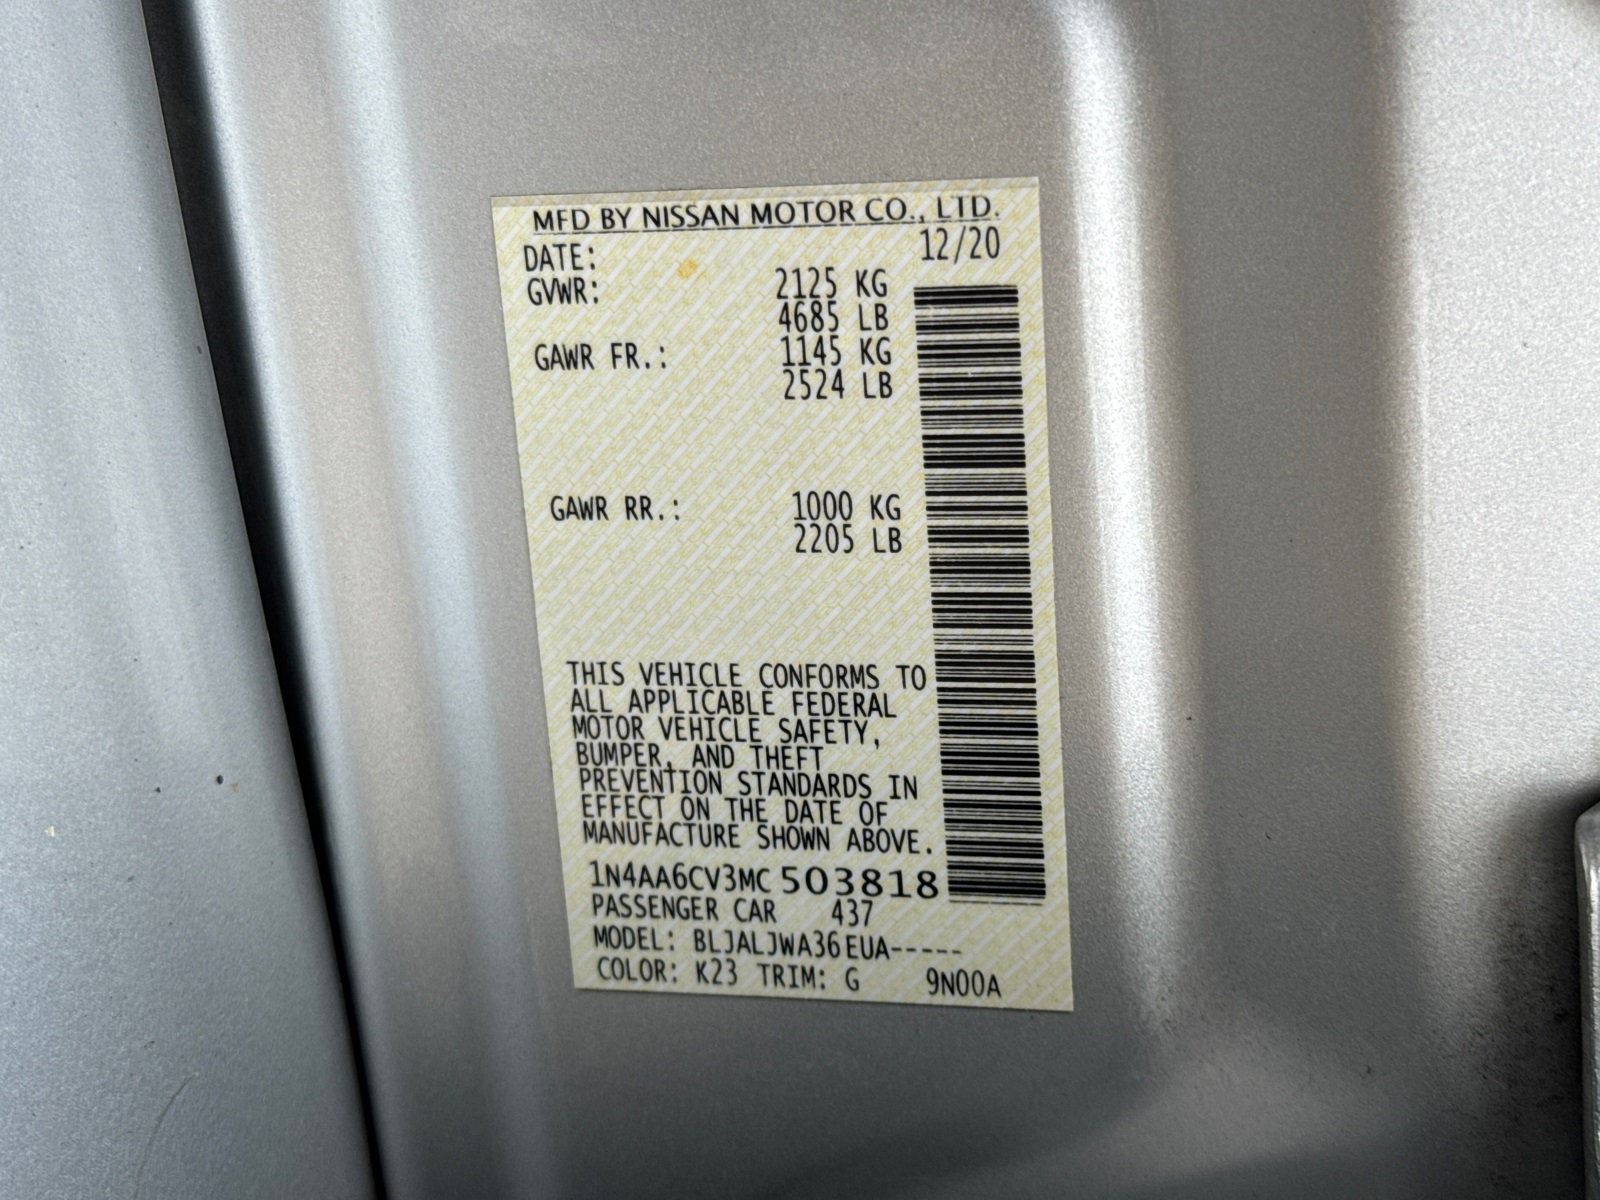 MFD BY NISSAN MOTOR CO., LTD.
DATE: 12/20
GVWR: 2125 KG
4685 LB
GAWR FR.: 1145 KG
2524 LB
GAWR RR.: 1000 KG
2205 LB
THIS VEHICLE CONFORMS TO
ALL APPLICABLE FEDERAL
MOTOR VEHICLE SAFETY,
BUMPER, AND THEFT
PREVENTION STANDARDS IN
EFFECT ON THE DATE OF
MANUFACTURE SHOWN ABOVE.
1N4AA6CV3MC503818
PASSENGER CAR 437
MODEL: BLJALJWA36EUA-----
COLOR: K23 TRIM: G 9N00A